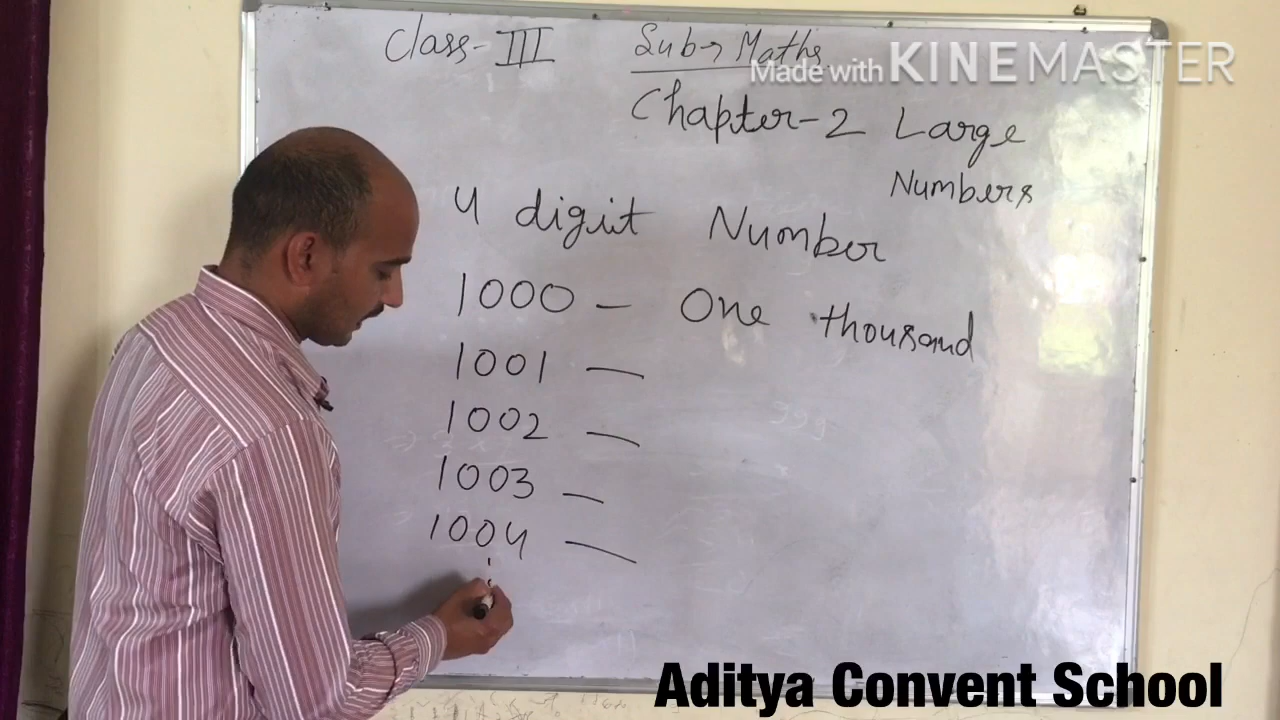 Class-III Sub→ Maths
Made with KINEMASTER
Chapter-2 Large
Numbers
4 digit Number
1000 — One thousand
1001 —
1002 —
1003 —
1004 —
Aditya Convent School